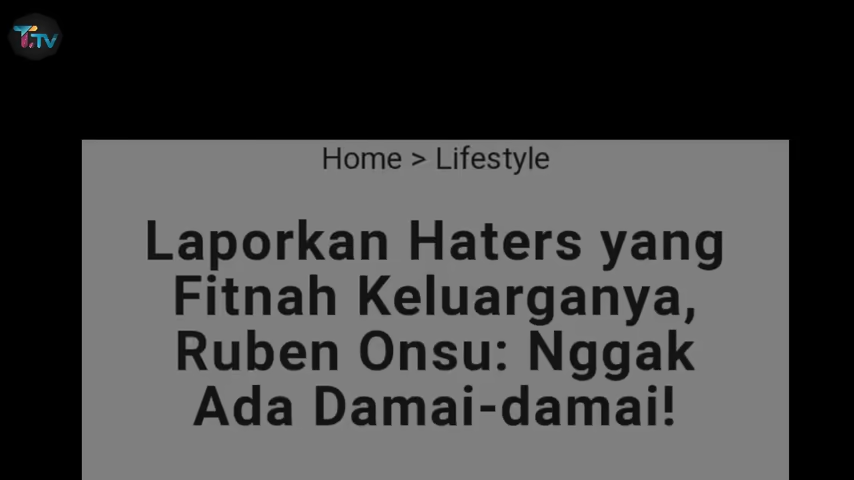 T.TV
Home > Lifestyle
Laporkan Haters yang
Fitnah Keluarganya,
Ruben Onsu: Nggak
Ada Damai-damai!